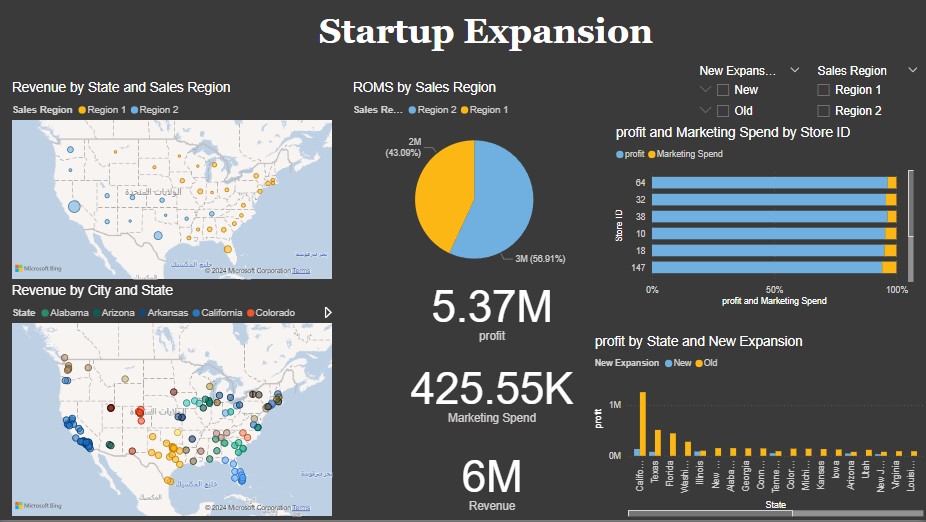 Startup Expansion
New Expans...
Sales Region
New
Old
Region 1
Region 2
Revenue by State and Sales Region
Sales Region Region 1 Region 2
الولايات المتحدة
خليج المكسيك
المكسيك
Microsoft Bing
© 2024 Microsoft Corporation Terms
ROMS by Sales Region
Sales Re... Region 2 Region 1
2M
(43.09%)
3M (56.91%)
profit and Marketing Spend by Store ID
profit Marketing Spend
Store ID
64
32
38
10
18
147
0% 50% 100%
profit and Marketing Spend
Revenue by City and State
State Alabama Arizona Arkansas California Colorado
الولايات المتحدة
خليج المكسيك
المكسيك
Microsoft Bing
© 2024 Microsoft Corporation Terms
5.37M
profit
425.55K
Marketing Spend
6M
Revenue
profit by State and New Expansion
New Expansion New Old
profit
1M
0M
Califo...
Texas
Florida
Washi...
Illinois
New ...
Alaba...
Georgia
Conn...
Tenne...
Color...
Michi...
Kansas
Iowa
Arizona
Utah
New J...
Virginia
Louisi...
State